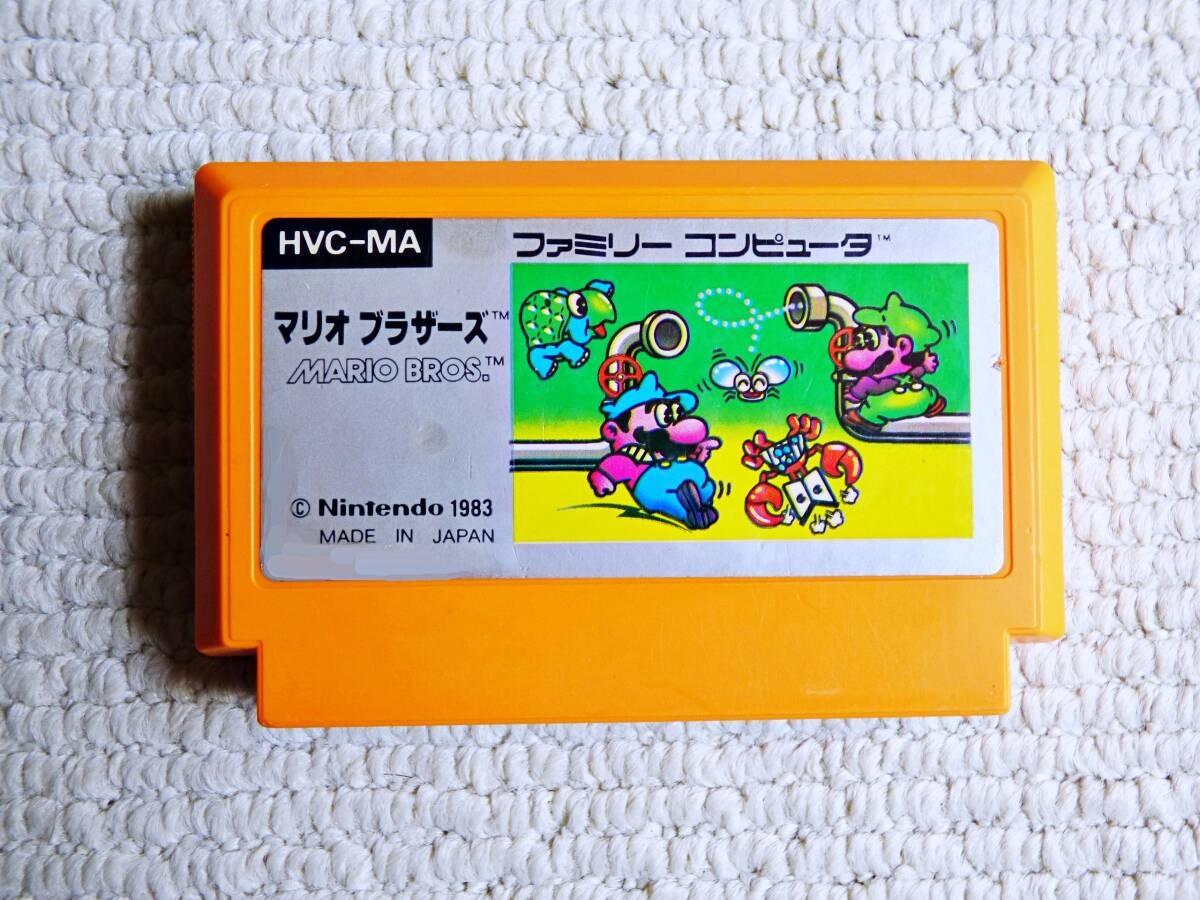 HVC-MA
ファミリー コンピュータ™
マリオ ブラザーズ™
MARIO BROS.™
© Nintendo 1983
MADE IN JAPAN